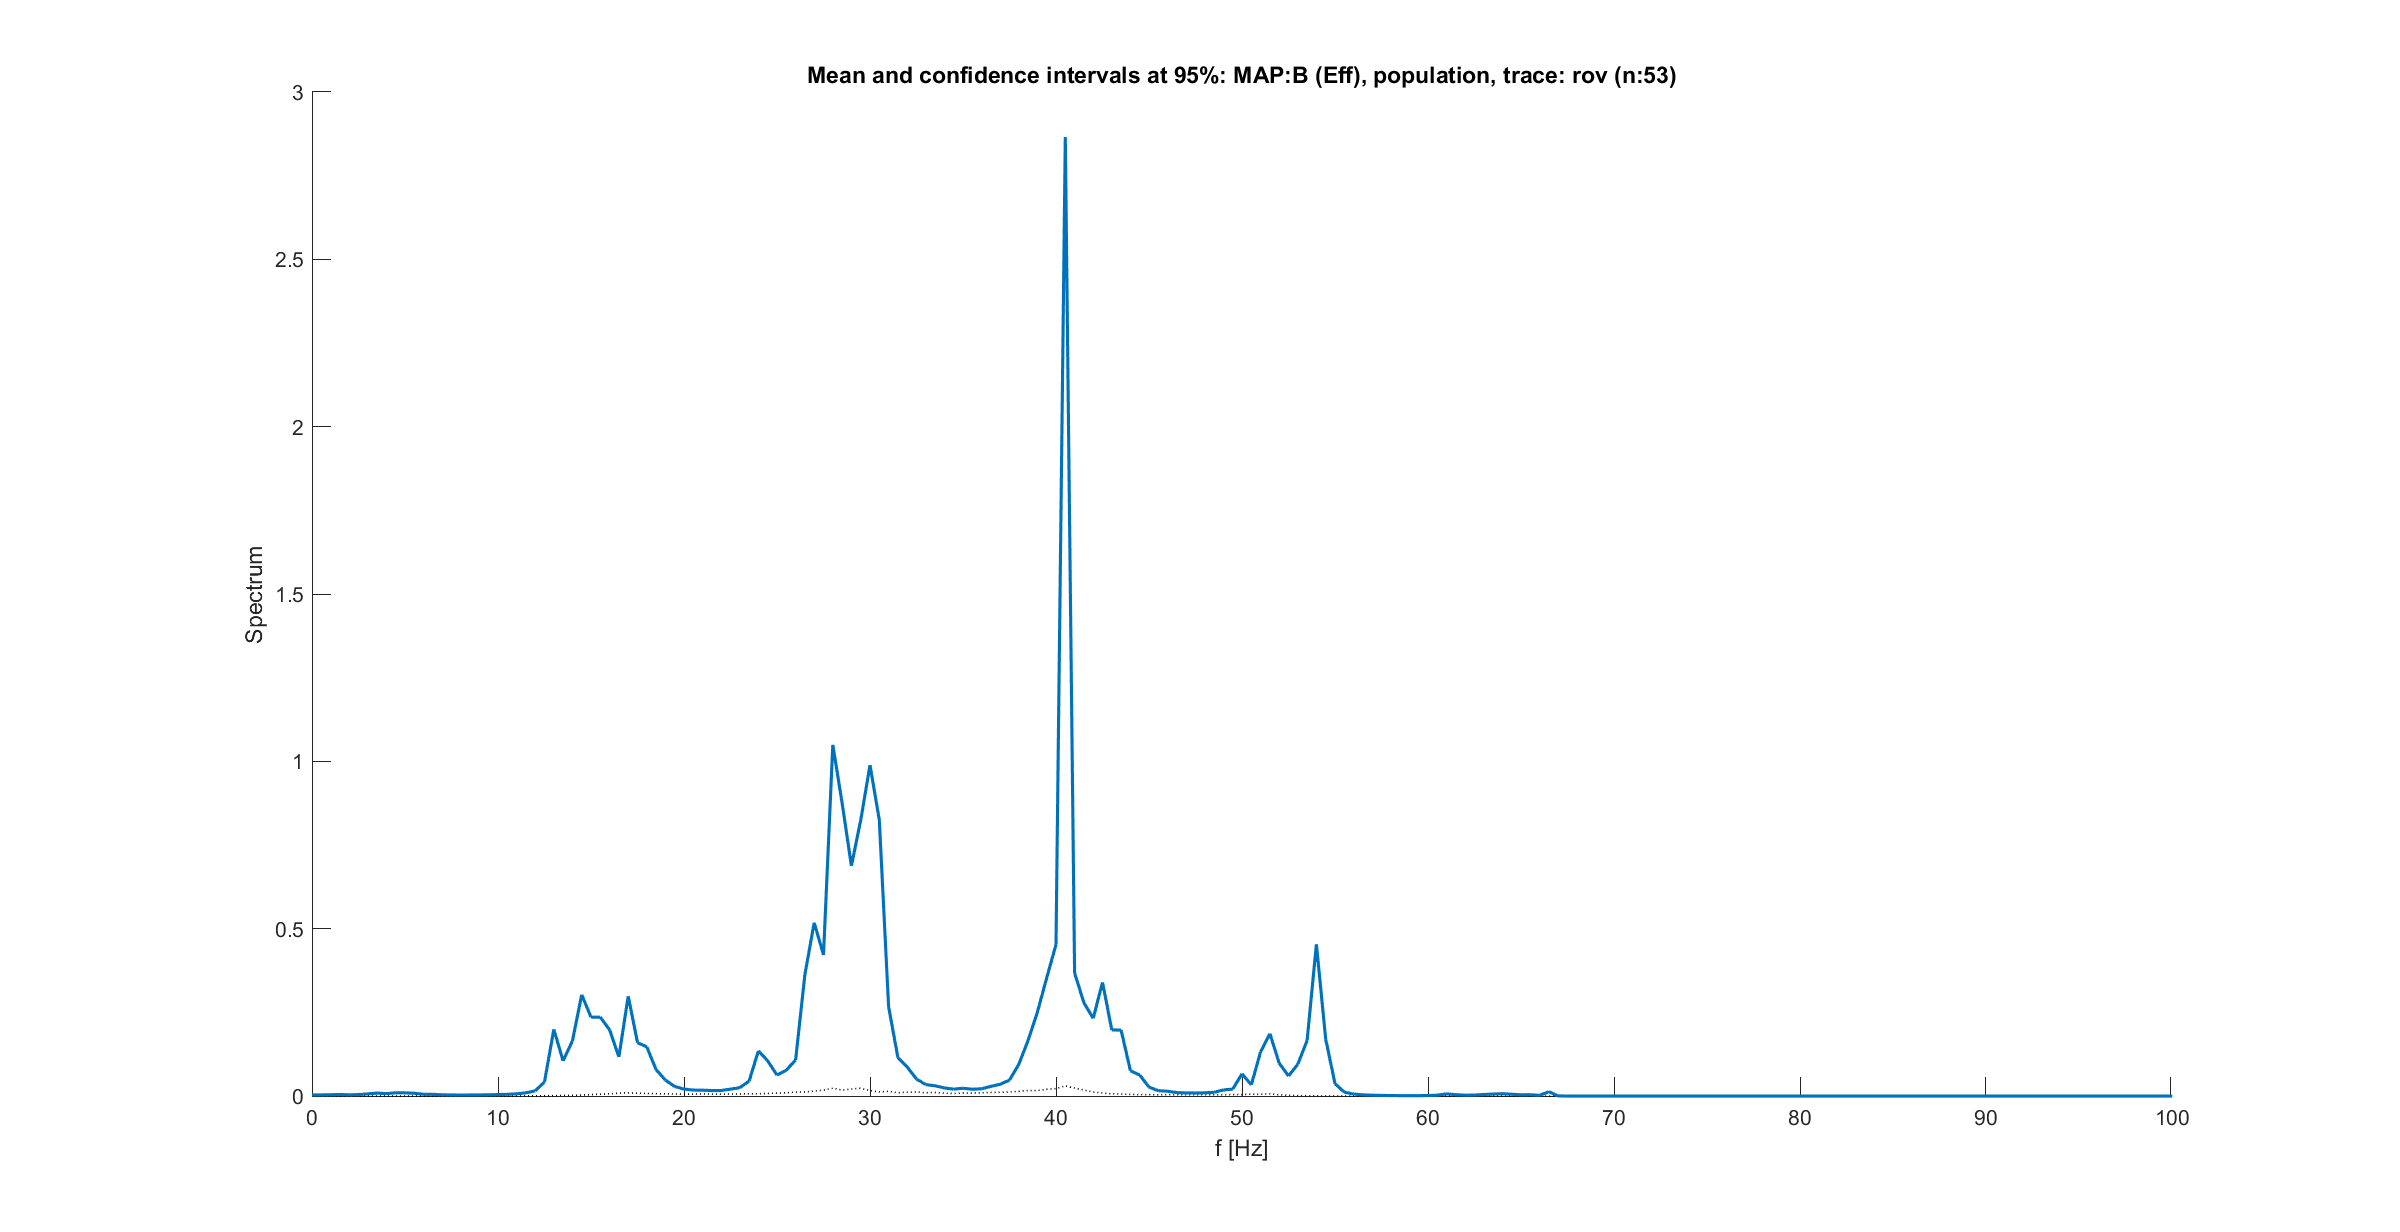 Mean and confidence intervals at 95%: MAP:B (Eff), population, trace: rov (n:53)
3
2.5
2
1.5
1
0.5
0
Spectrum
0 10 20 30 40 50 60 70 80 90 100
f [Hz]